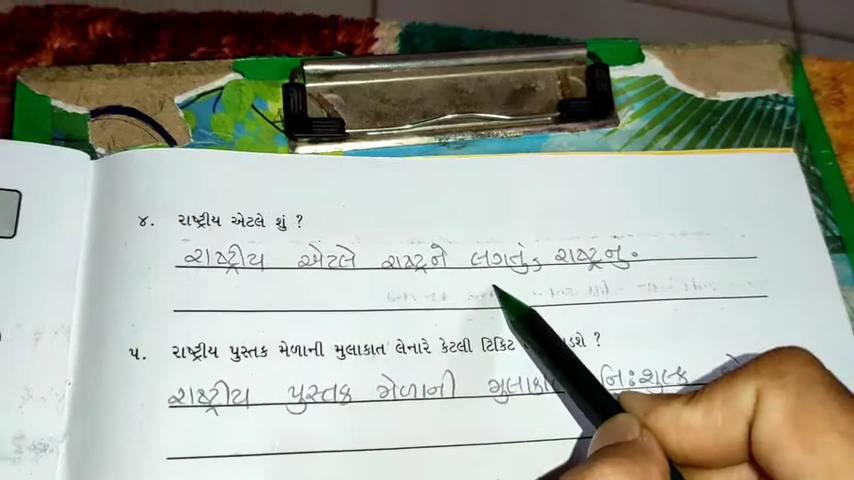 ૪. રાષ્ટ્રીય એટલે શું ?
રાષ્ટ્રીય એટલે રાષ્ટ્રને લગતું; રાષ્ટ્રનુ.
૫. રાષ્ટ્રીય પુસ્તક મેળાની મુલાકાત લેનારે કેટલી ટિકિટ ?
રાષ્ટ્રીય પુસ્તક મેળાની નિઃશુલ્ક